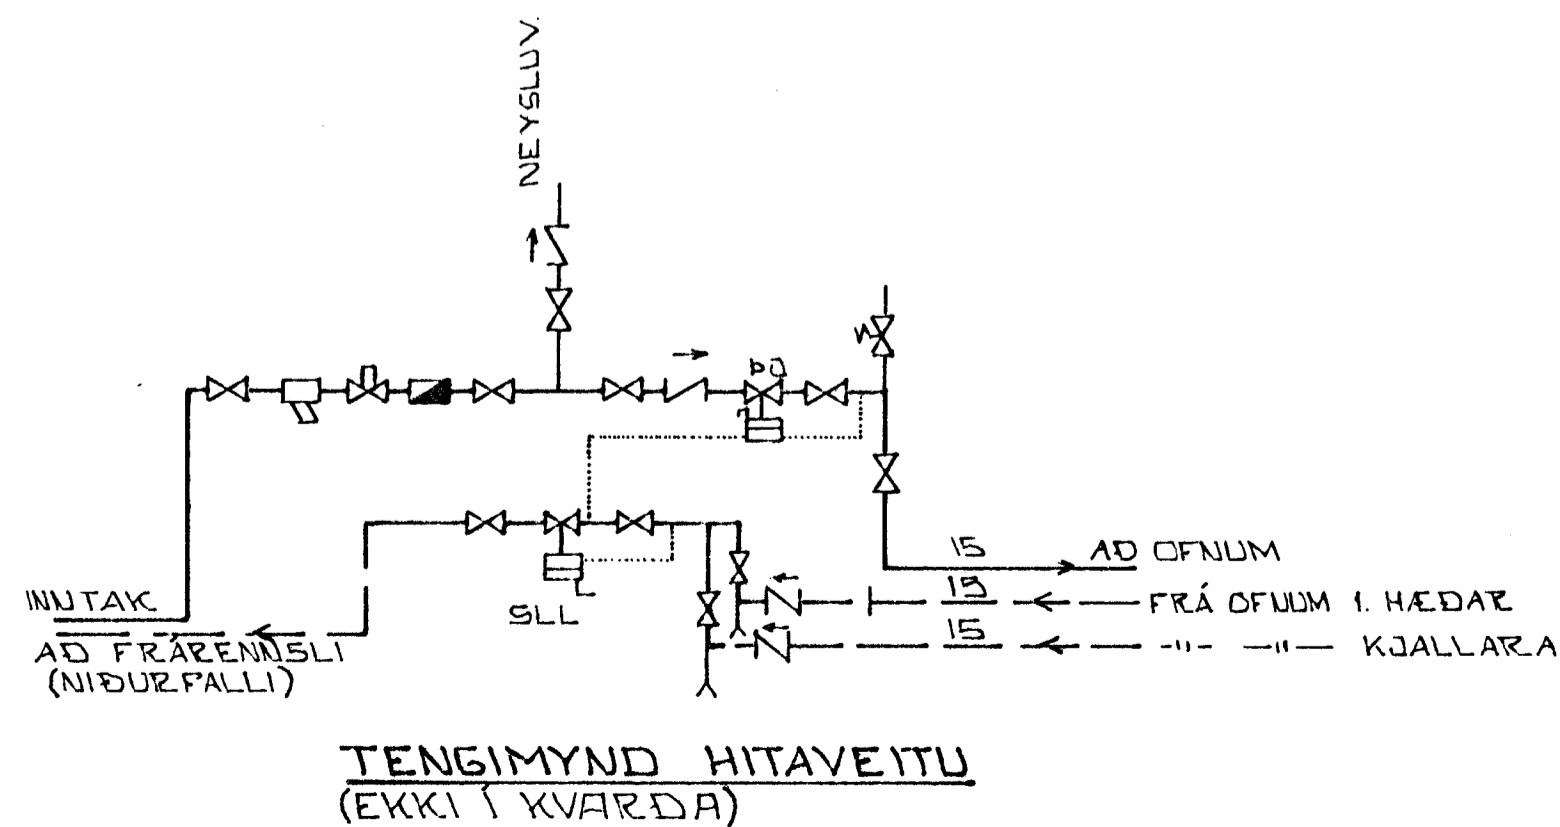 NEYSLUV.
ÞJ
SLL
INNTAK
AÐ FRÁRENNSLI
(NIÐURFALLI)
15 AÐ OFNUM
15 FRÁ OFNUM 1. HÆÐAR
15 -"- -"- KJALLARA
TENGIMYND HITAVEITU
(EKKI Í KVARÐA)